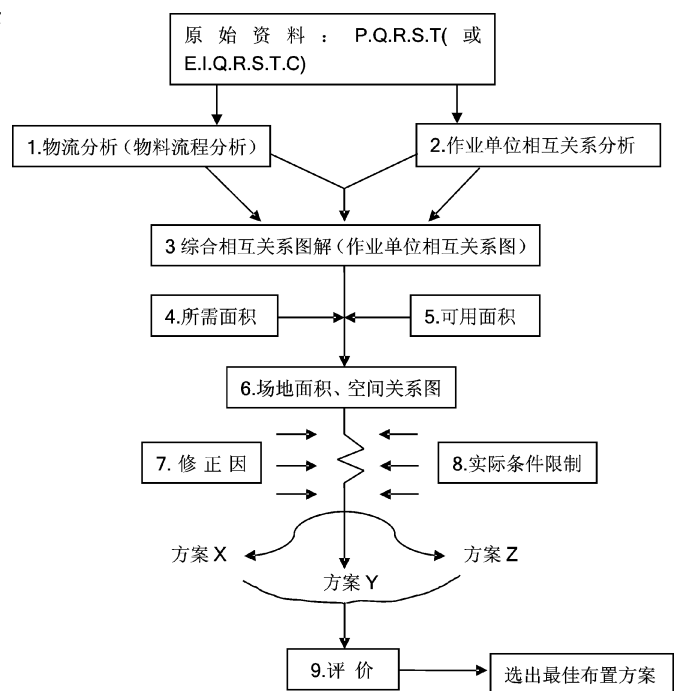 原始资料：P.Q.R.S.T(或
E.I.Q.R.S.T.C)
1.物流分析（物料流程分析）
2.作业单位相互关系分析
3 综合相互关系图解（作业单位相互关系图）
4.所需面积
5.可用面积
6.场地面积、空间关系图
7. 修 正 因
8.实际条件限制
方案 X
方案 Y
方案 Z
9.评 价
选出最佳布置方案